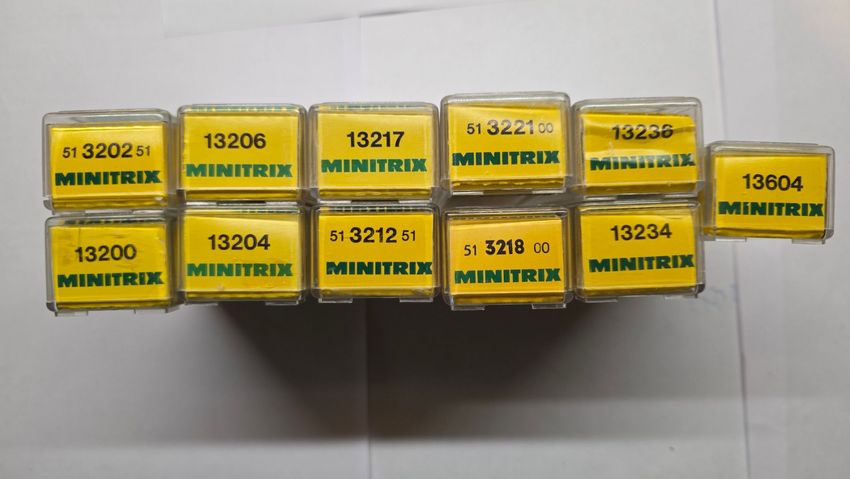 51 3202 51
MINITRIX
13206
MINITRIX
13217
MINITRIX
51 3221 00
MINITRIX
13236
MINITRIX
13604
MINITRIX
13200
MINITRIX
13204
MINITRIX
51 3212 51
MINITRIX
51 3218 00
MINITRIX
13234
MINITRIX